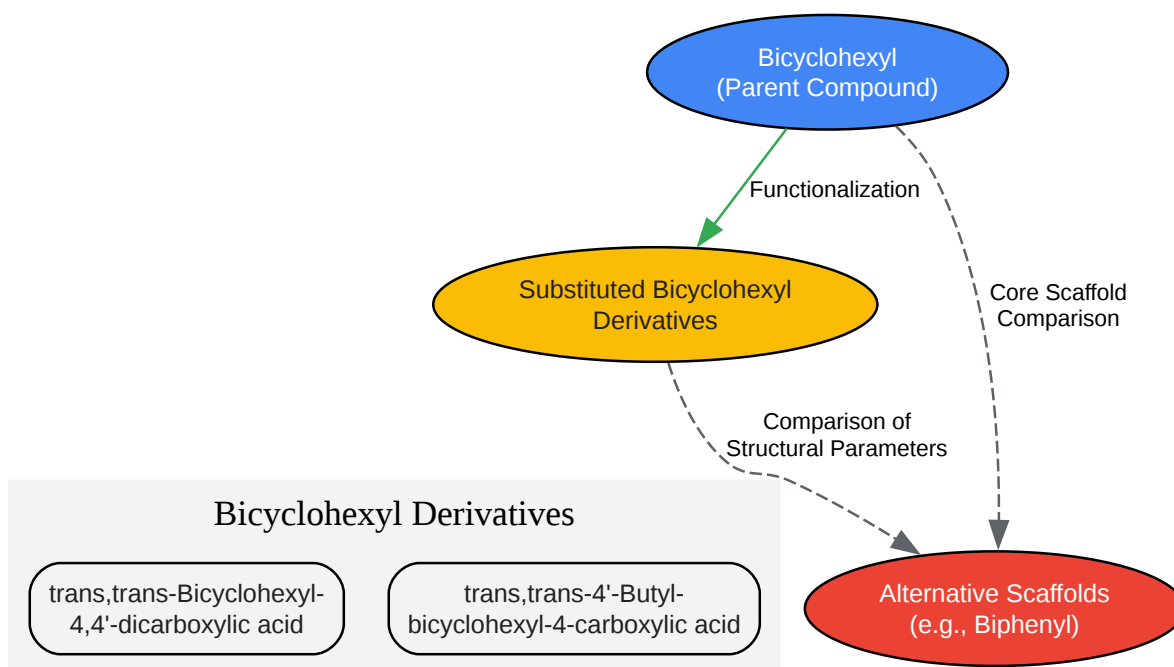 Bicyclohexyl
(Parent Compound)
Functionalization
Substituted Bicyclohexyl
Derivatives
Core Scaffold
Comparison
Comparison of
Structural Parameters
Bicyclohexyl Derivatives
trans,trans-Bicyclohexyl-
4,4'-dicarboxylic acid
trans,trans-4'-Butyl-
bicyclohexyl-4-carboxylic acid
Alternative Scaffolds
(e.g., Biphenyl)